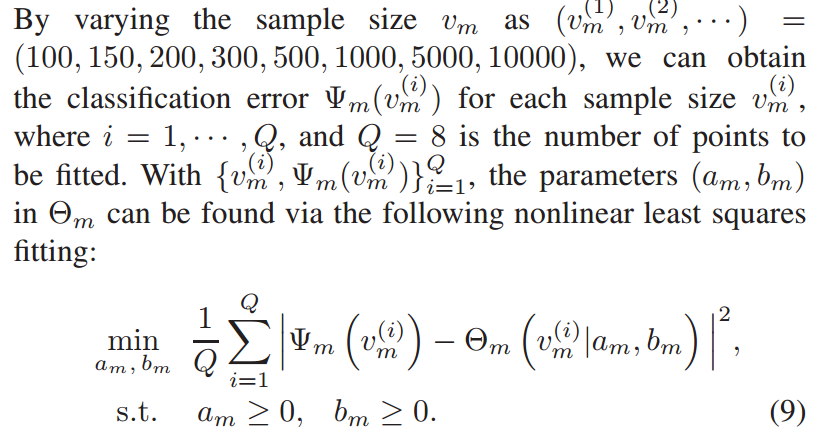 By varying the sample size $v_m$ as $(v_m^{(1)}, v_m^{(2)}, \cdots) =$
$(100, 150, 200, 300, 500, 1000, 5000, 10000)$, we can obtain
the classification error $\Psi_m(v_m^{(i)})$ for each sample size $v_m^{(i)}$,
where $i = 1, \cdots, Q$, and $Q = 8$ is the number of points to
be fitted. With $\{v_m^{(i)}, \Psi_m(v_m^{(i)})\}_{i=1}^{Q}$, the parameters $(a_m, b_m)$
in $\Theta_m$ can be found via the following nonlinear least squares
fitting:
$\min_{a_m, b_m} \frac{1}{Q} \sum_{i=1}^{Q} \left| \Psi_m \left( v_m^{(i)} \right) - \Theta_m \left( v_m^{(i)} | a_m, b_m \right) \right|^2,$
s.t. $a_m \geq 0, \quad b_m \geq 0.$ (9)